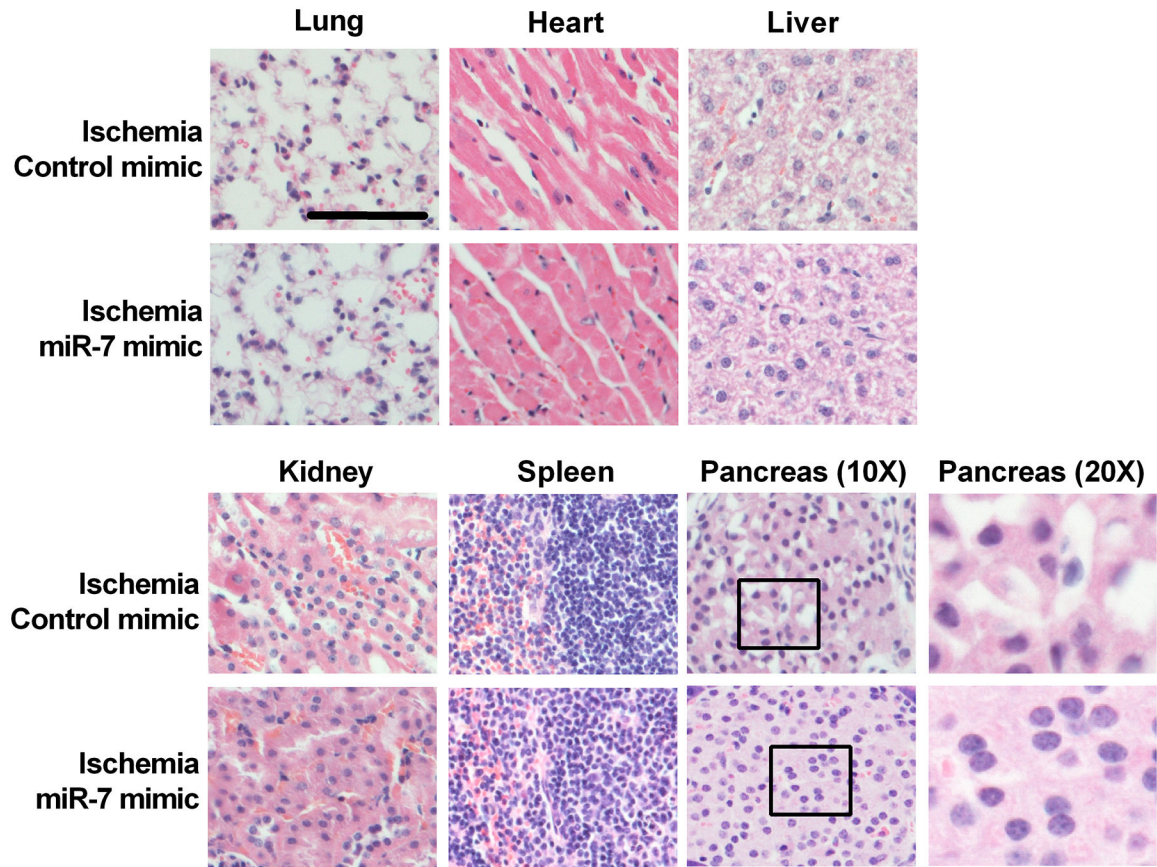 Lung Heart Liver
Ischemia
Control mimic
Ischemia
miR-7 mimic
Kidney Spleen Pancreas (10X) Pancreas (20X)
Ischemia
Control mimic
Ischemia
miR-7 mimic